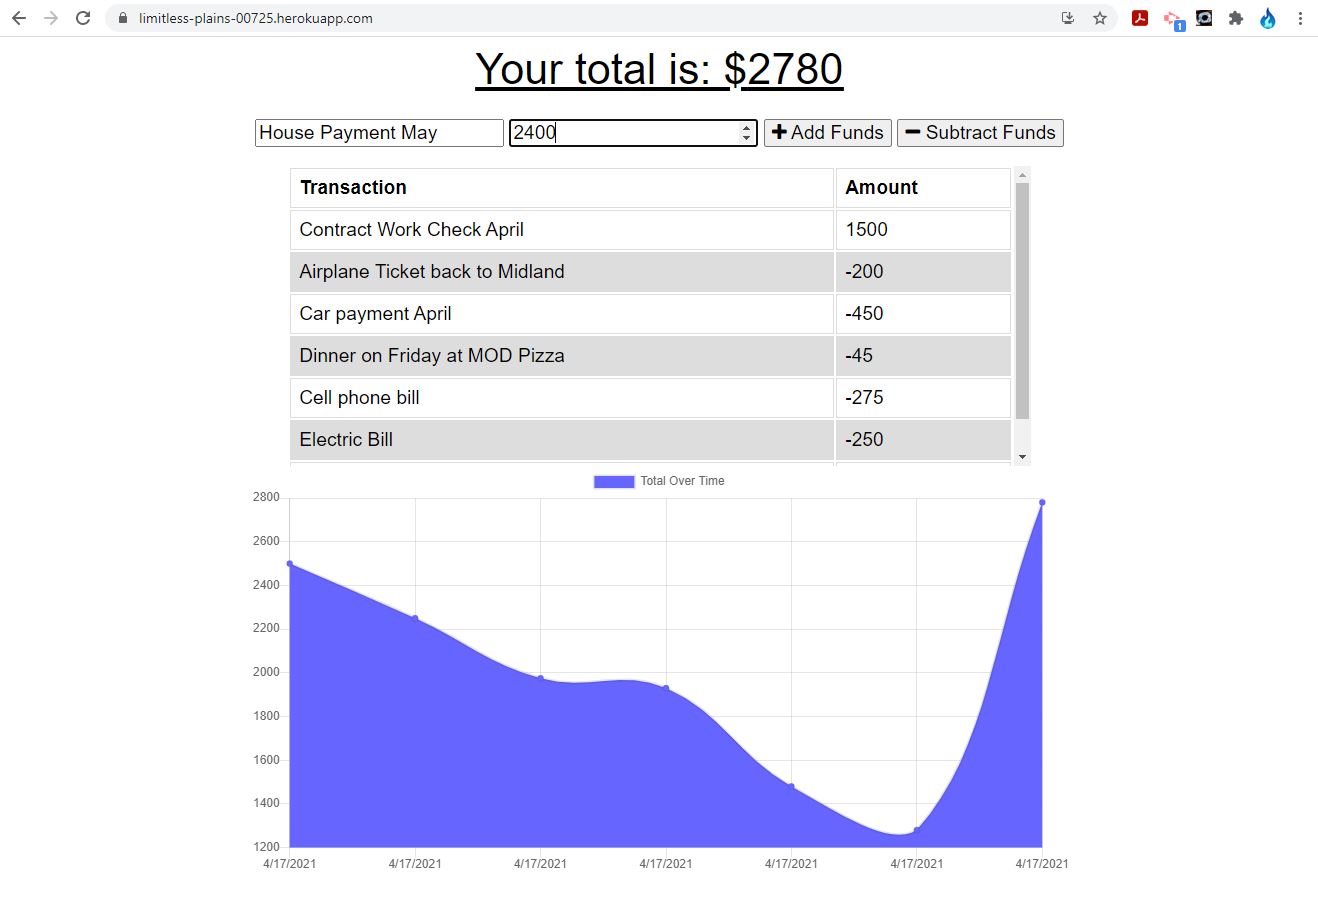 limitless-plains-00725.herokuapp.com
1
Your total is: $2780
House Payment May 2400 Add Funds Subtract Funds
Transaction Amount
Contract Work Check April 1500
Airplane Ticket back to Midland -200
Car payment April -450
Dinner on Friday at MOD Pizza -45
Cell phone bill -275
Electric Bill -250
Total Over Time
2800
2600
2400
2200
2000
1800
1600
1400
1200
4/17/2021 4/17/2021 4/17/2021 4/17/2021 4/17/2021 4/17/2021 4/17/2021